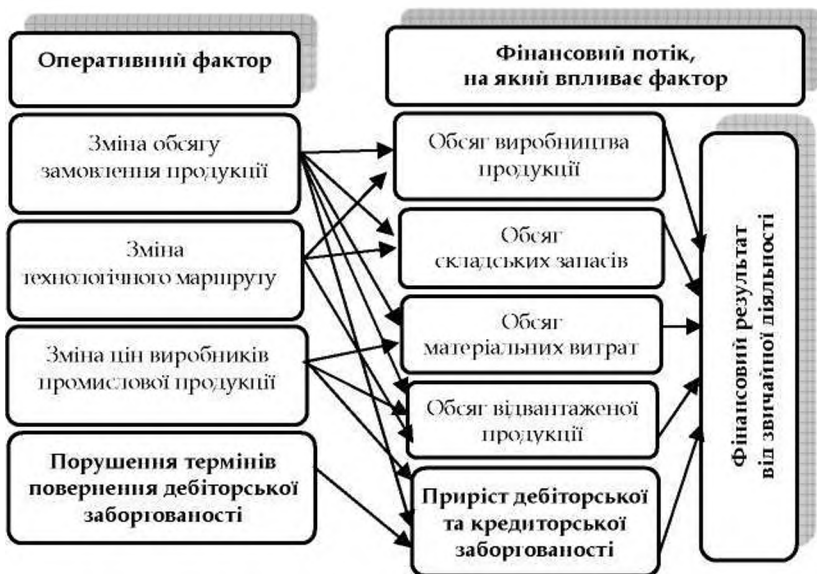 Оперативний фактор
Фінансовий потік,
на який впливає фактор
Зміна обсягу
замовлення продукції
Зміна
технологічного маршруту
Зміна цін виробників
промислової продукції
Порушення термінів
повернення дебіторської
заборгованості
Обсяг виробництва
продукції
Обсяг
складських запасів
Обсяг
матеріальних витрат
Обсяг відвантаженої
продукції
Приріст дебіторської
та кредиторської
заборгованості
Фінансовий результат
від звичайної діяльності